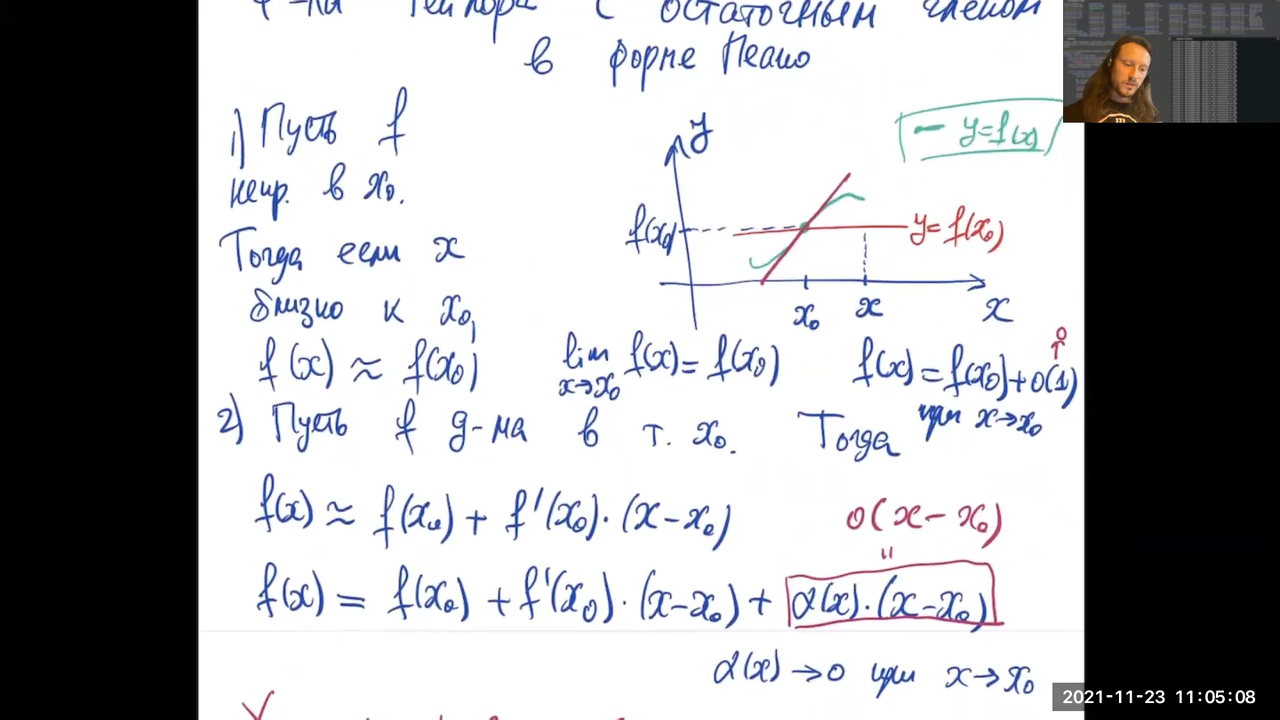 Ф-ла Тейлора с остаточным членом
в форме Пеано
1) Пусть f
непр. в x₀.
Тогда если x
близко к x₀,
f(x) ≈ f(x₀)
y
— y=f(x)
f(x₀)
y=f(x₀)
x₀ x x
lim f(x) = f(x₀)
x→x₀
0
↑
f(x) = f(x₀) + o(1)
при x→x₀
2) Пусть f д-ма в т. x₀. Тогда
f(x) ≈ f(x₀) + f'(x₀)·(x-x₀)
o(x-x₀)
"
f(x) = f(x₀) + f'(x₀)·(x-x₀) + α(x)·(x-x₀)
α(x)→0 при x→x₀
2021-11-23 11:05:08